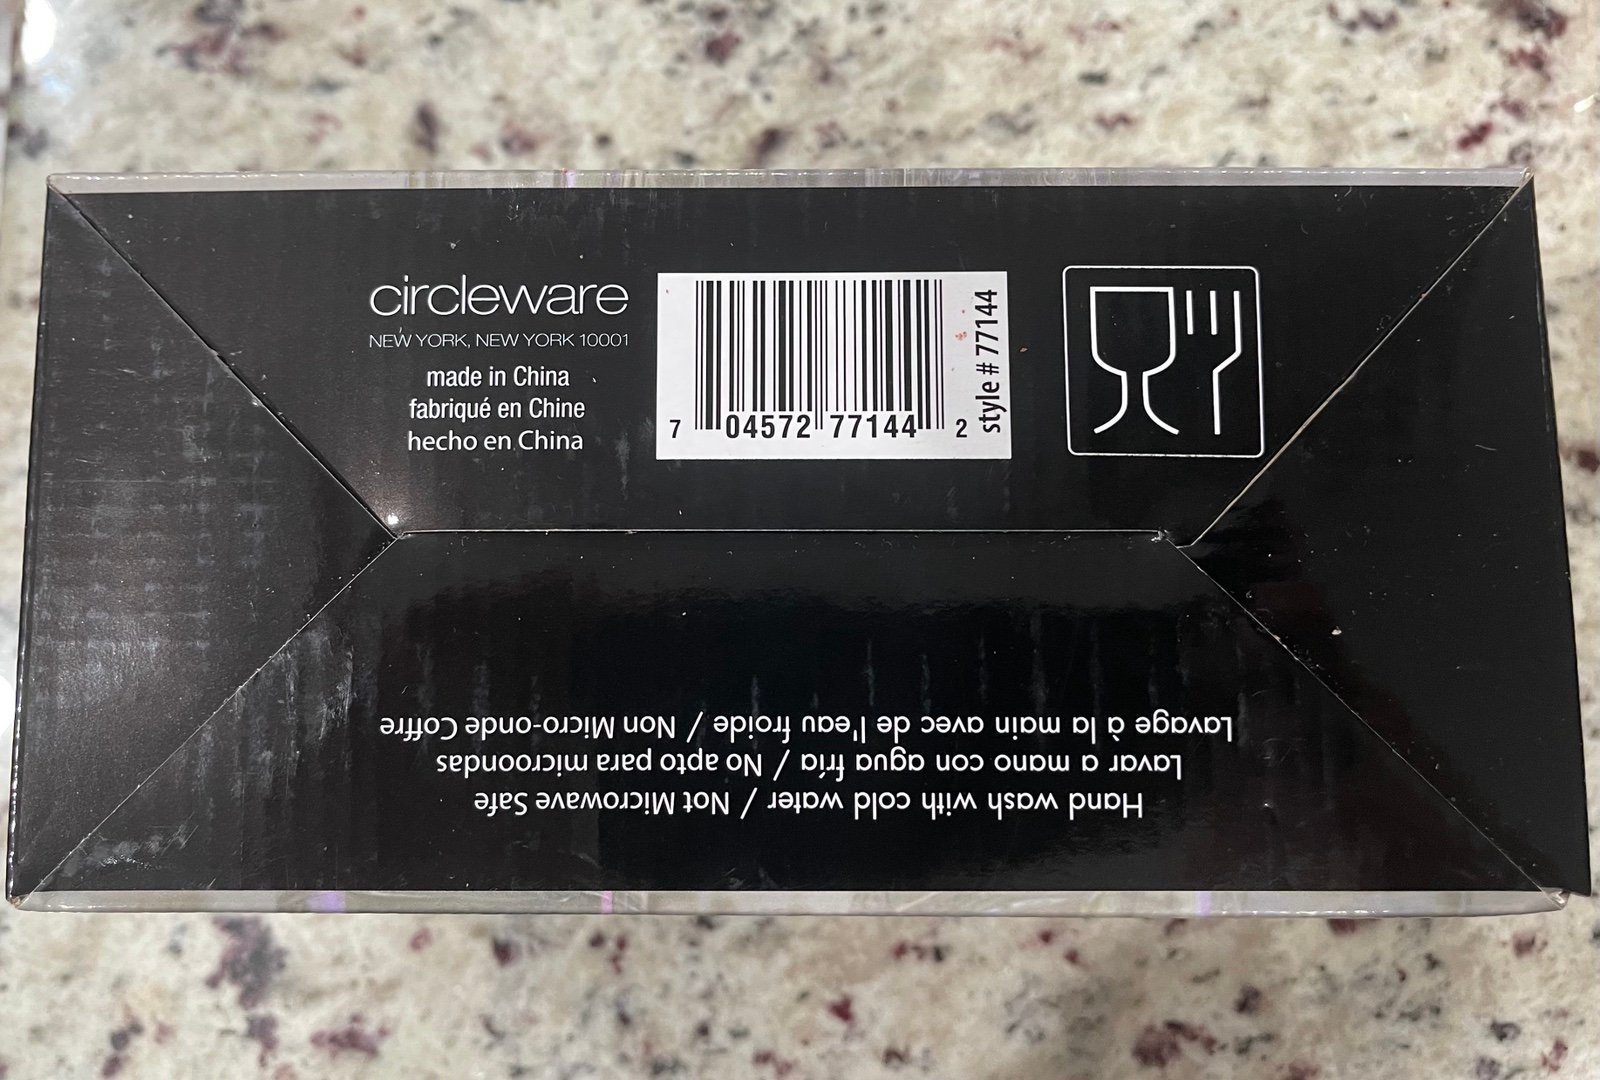 circleware
NEW YORK, NEW YORK 10001
made in China
fabriqué en Chine
hecho en China
7 04572 77144 2
style # 77144
Hand wash with cold water / Not Microwave Safe
Lavar a mano con agua fría / No apto para microondas
Lavage à la main avec de l'eau froide / Non Micro-onde Coffre